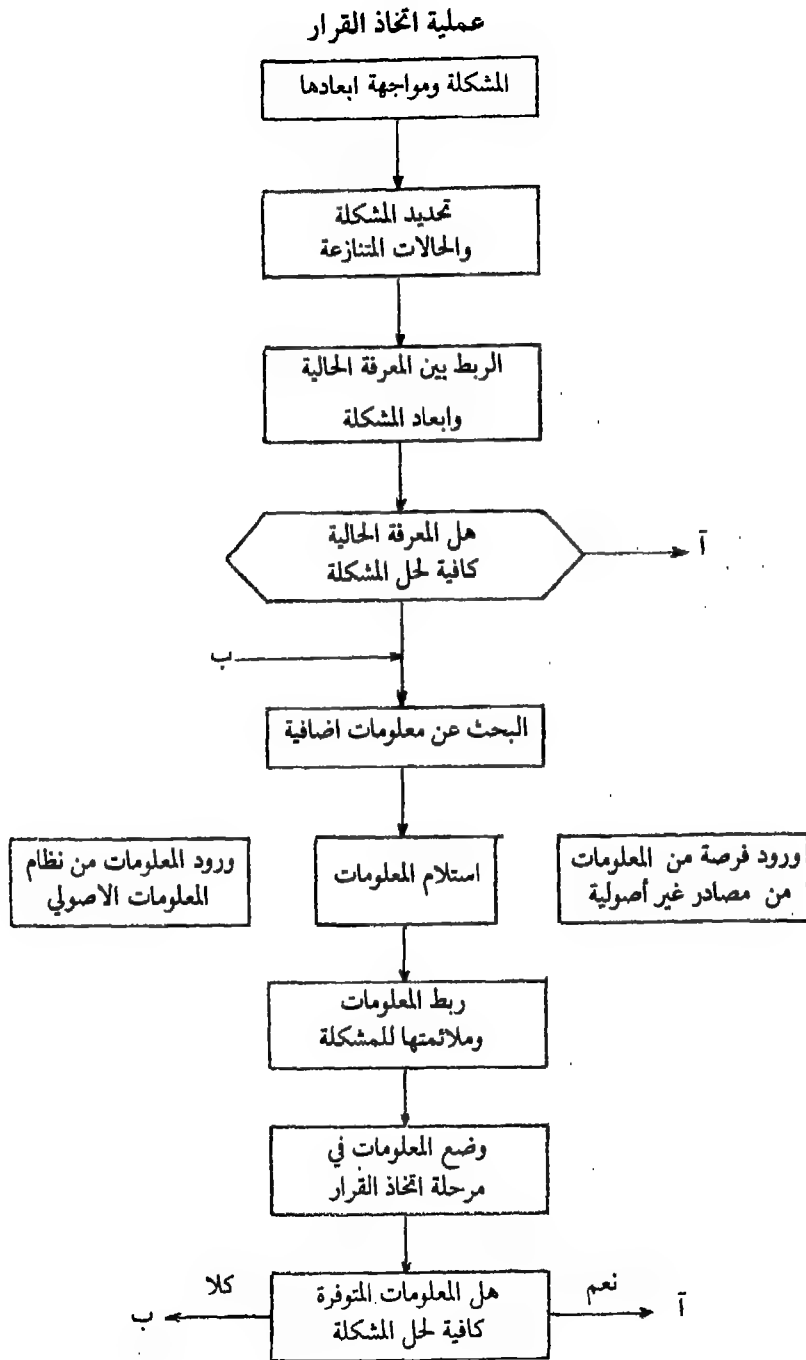 عملية اتخاذ القرار
المشكلة ومواجهة ابعادها
تحديد المشكلة
والحالات المتنازعة
الربط بين المعرفة الحالية
وابعاد المشكلة
هل المعرفة الحالية
كافية لحل المشكلة
آ
ب
البحث عن معلومات اضافية
ورود فرصة من المعلومات
من مصادر غير أصولية
استلام المعلومات
ورود المعلومات من نظام
المعلومات الاصولي
ربط المعلومات
وملائمتها للمشكلة
وضع المعلومات في
مرحلة اتخاذ القرار
نعم
آ
هل المعلومات المتوفرة
كافية لحل المشكلة
كلا
ب